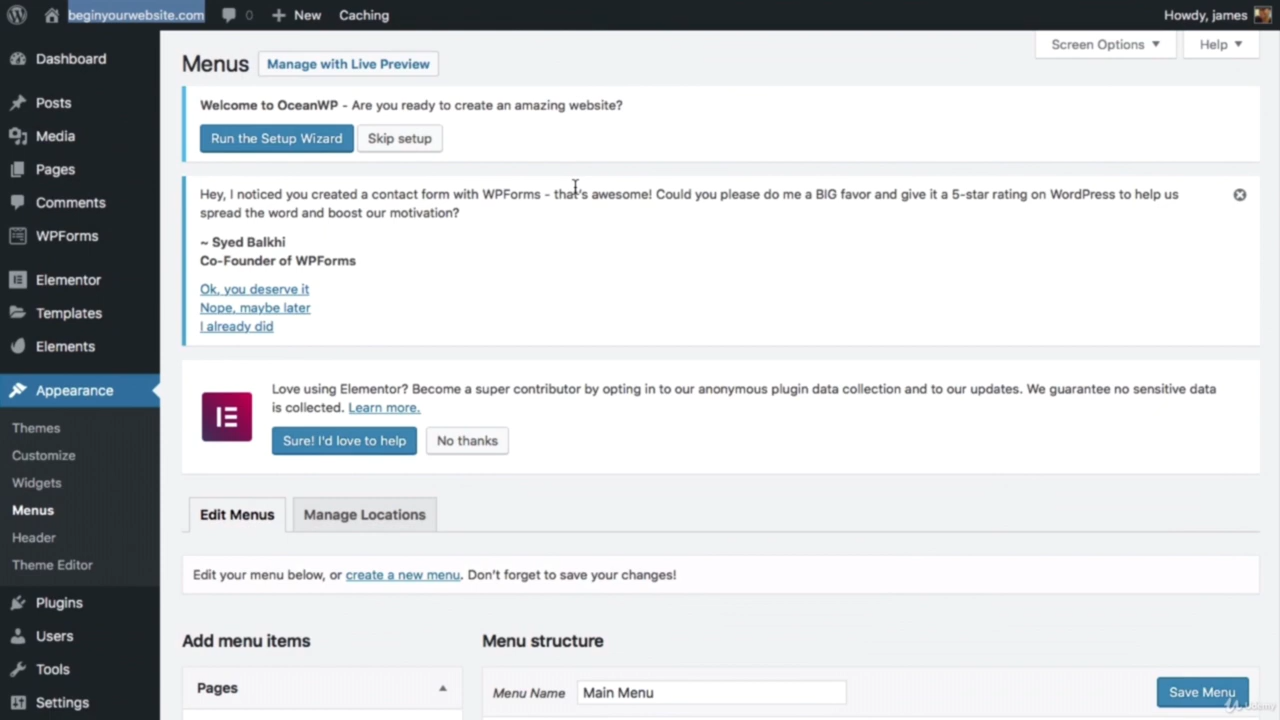 beginyourwebsite.com 0 New Caching Howdy, james
Screen Options Help
Dashboard
Posts
Media
Pages
Comments
WPForms
Elementor
Templates
Elements
Appearance
Themes
Customize
Widgets
Menus
Header
Theme Editor
Plugins
Users
Tools
Settings
Menus Manage with Live Preview
Welcome to OceanWP - Are you ready to create an amazing website?
Run the Setup Wizard Skip setup
Hey, I noticed you created a contact form with WPForms - that's awesome! Could you please do me a BIG favor and give it a 5-star rating on WordPress to help us
spread the word and boost our motivation?
~ Syed Balkhi
Co-Founder of WPForms
Ok, you deserve it
Nope, maybe later
I already did
Love using Elementor? Become a super contributor by opting in to our anonymous plugin data collection and to our updates. We guarantee no sensitive data
is collected. Learn more.
Sure! I'd love to help No thanks
Edit Menus Manage Locations
Edit your menu below, or create a new menu. Don't forget to save your changes!
Add menu items
Pages
Menu structure
Menu Name Main Menu Save Menu
Udemy